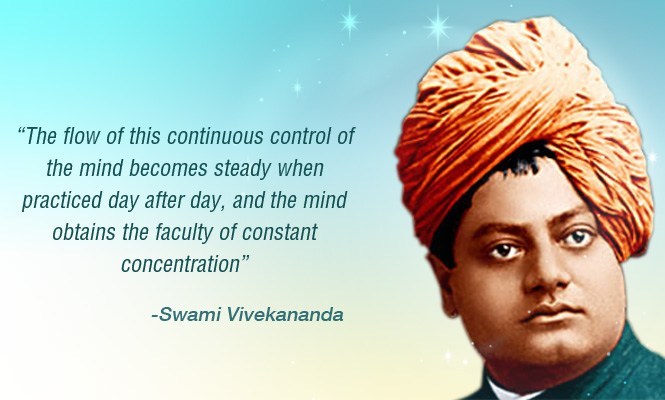 “The flow of this continuous control of
the mind becomes steady when
practiced day after day, and the mind
obtains the faculty of constant
concentration”
-Swami Vivekananda